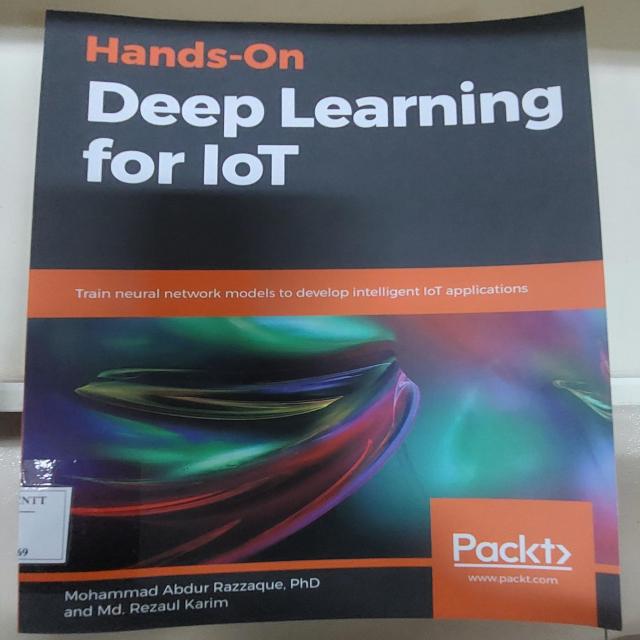 Hands-On
Deep Learning
for IoT
Train neural network models to develop intelligent IoT applications
Mohammad Abdur Razzaque, PhD
and Md. Rezaul Karim
Packt>
www.packt.com